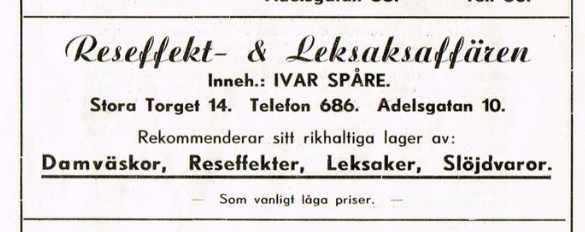 Reseffekt- & Leksaksaffären
Inneh.: IVAR SPÅRE.
Stora Torget 14. Telefon 686. Adelsgatan 10.
Rekommenderar sitt rikhaltiga lager av:
Damväskor, Reseffekter, Leksaker, Slöjdvaror.
— Som vanligt låga priser. —